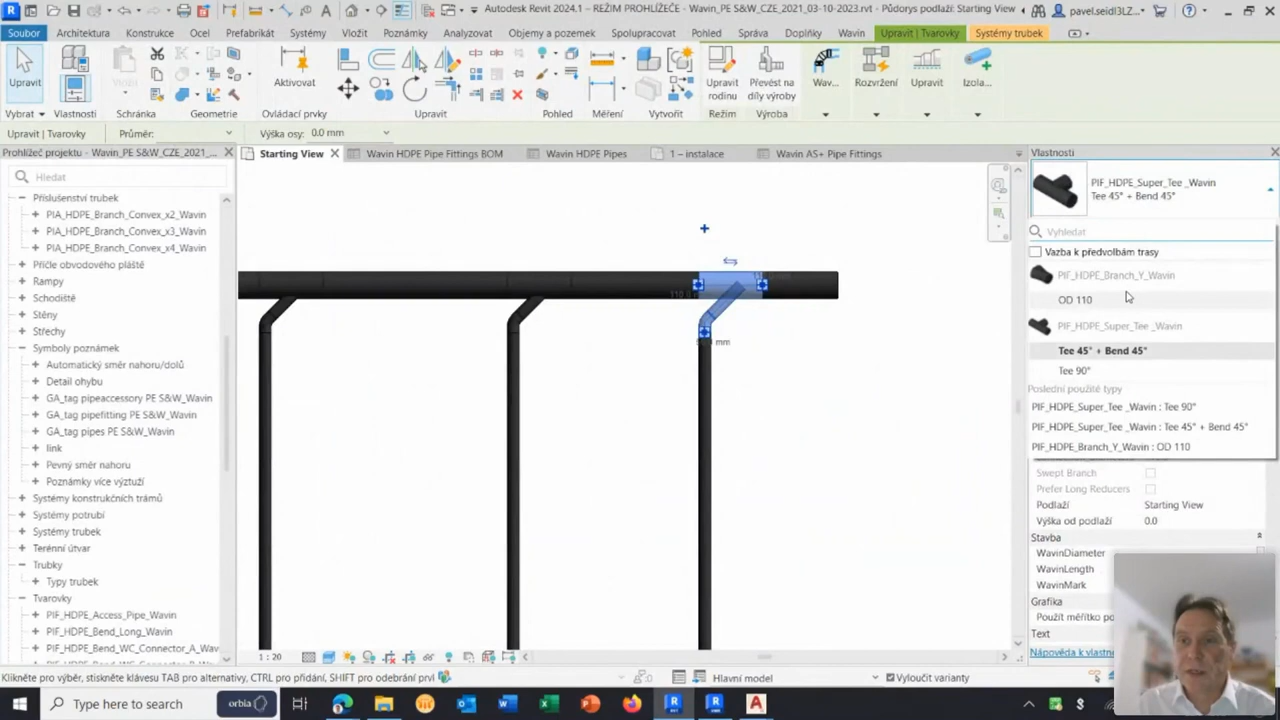 Autodesk Revit 2024.1 – REŽIM PROHLÍŽEČE - Wavin_PE S&W_CZE_2021_03-10-2023.rvt - Půdorys podlaží: Starting View
pavel.seidl3LZ...
Soubor Architektura Konstrukce Ocel Prefabrikát Systémy Vložit Poznámky Analyzovat Objemy a pozemek Spolupracovat Pohled Správa Doplňky Wavin Upravit | Tvarovky Systémy trubek
Upravit Vložit Aktivovat Upravit rodinu Převést na díly výroby Wav... Rozvržení Upravit Izola...
Vybrat Vlastnosti Schránka Geometrie Ovládací prvky Upravit Pohled Měření Vytvořit Režim Výroba
Upravit | Tvarovky Průměr: Výška osy: 0.0 mm
Prohlížeč projektu - Wavin_PE S&W_CZE_2021_...
Starting View Wavin HDPE Pipe Fittings BOM Wavin HDPE Pipes 1 – instalace Wavin AS+ Pipe Fittings
Hledat
Příslušenství trubek
PIA_HDPE_Branch_Convex_x2_Wavin
PIA_HDPE_Branch_Convex_x3_Wavin
PIA_HDPE_Branch_Convex_x4_Wavin
Příčle obvodového pláště
Rampy
Schodiště
Stěny
Střechy
Symboly poznámek
Automatický směr nahoru/dolů
Detail ohybu
GA_tag pipeaccessory PE S&W_Wavin
GA_tag pipefitting PE S&W_Wavin
GA_tag pipes PE S&W_Wavin
link
Pevný směr nahoru
Poznámky více výztuží
Systémy konstrukčních trámů
Systémy potrubí
Systémy trubek
Terénní útvar
Trubky
Typy trubek
Tvarovky
PIF_HDPE_Access_Pipe_Wavin
PIF_HDPE_Bend_Long_Wavin
PIF_HDPE_Bend_WC_Connector_A_Wav
Vlastnosti
PIF_HDPE_Super_Tee _Wavin
Tee 45° + Bend 45°
Vyhledat
Vazba k předvolbám trasy
PIF_HDPE_Branch_Y_Wavin
OD 110
PIF_HDPE_Super_Tee _Wavin
Tee 45° + Bend 45°
Tee 90°
Poslední použité typy
PIF_HDPE_Super_Tee _Wavin : Tee 90°
PIF_HDPE_Super_Tee _Wavin : Tee 45° + Bend 45°
PIF_HDPE_Branch_Y_Wavin : OD 110
Swept Branch
Prefer Long Reducers
Podlaží Starting View
Výška od podlaží 0.0
Stavba
WavinDiameter
WavinLength
WavinMark
Grafika
Použít měřítko po
Text
Nápověda k vlastn
mm
1 : 20
Klikněte pro výběr, stiskněte klávesu TAB pro alternativy, CTRL pro přidání, SHIFT pro odebrání prvl
:0 Hlavní model Vyloučit varianty
Type here to search orbia